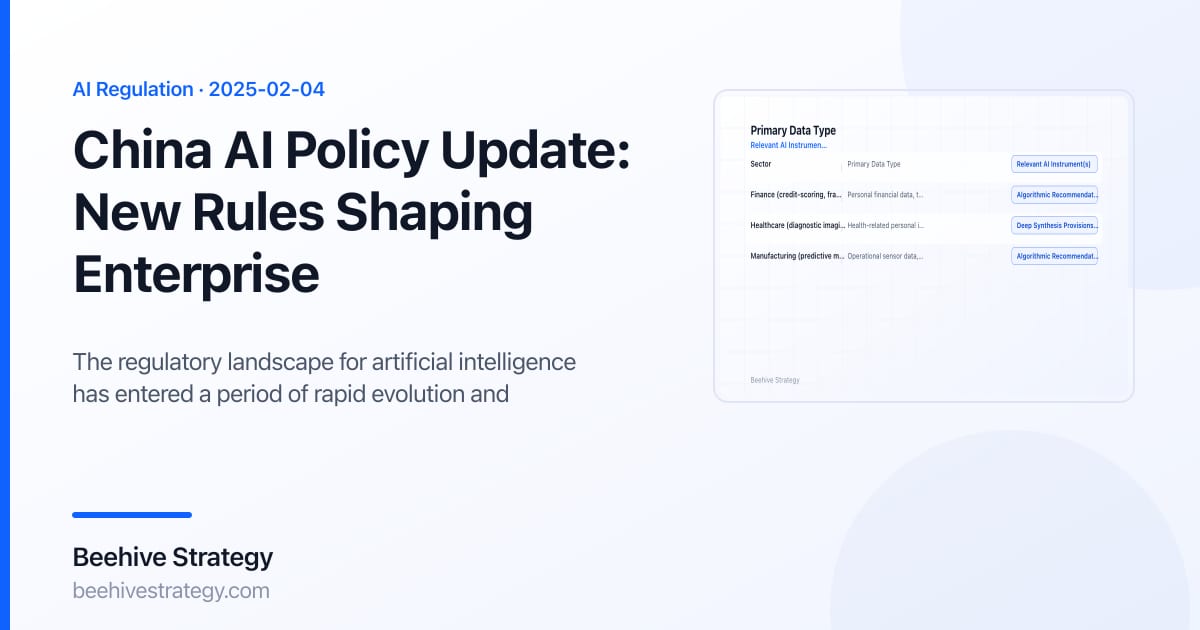 AI Regulation · 2025-02-04
China AI Policy Update:
New Rules Shaping
Enterprise
The regulatory landscape for artificial intelligence
has entered a period of rapid evolution and
Beehive Strategy
beehivestrategy.com
Primary Data Type
Relevant AI Instrumen...
Sector Primary Data Type Relevant AI Instrument(s)
Finance (credit-scoring, fra... Personal financial data, t... Algorithmic Recommendat...
Healthcare (diagnostic imagi... Health-related personal i... Deep Synthesis Provisions...
Manufacturing (predictive m... Operational sensor data,... Algorithmic Recommendat...
Beehive Strategy